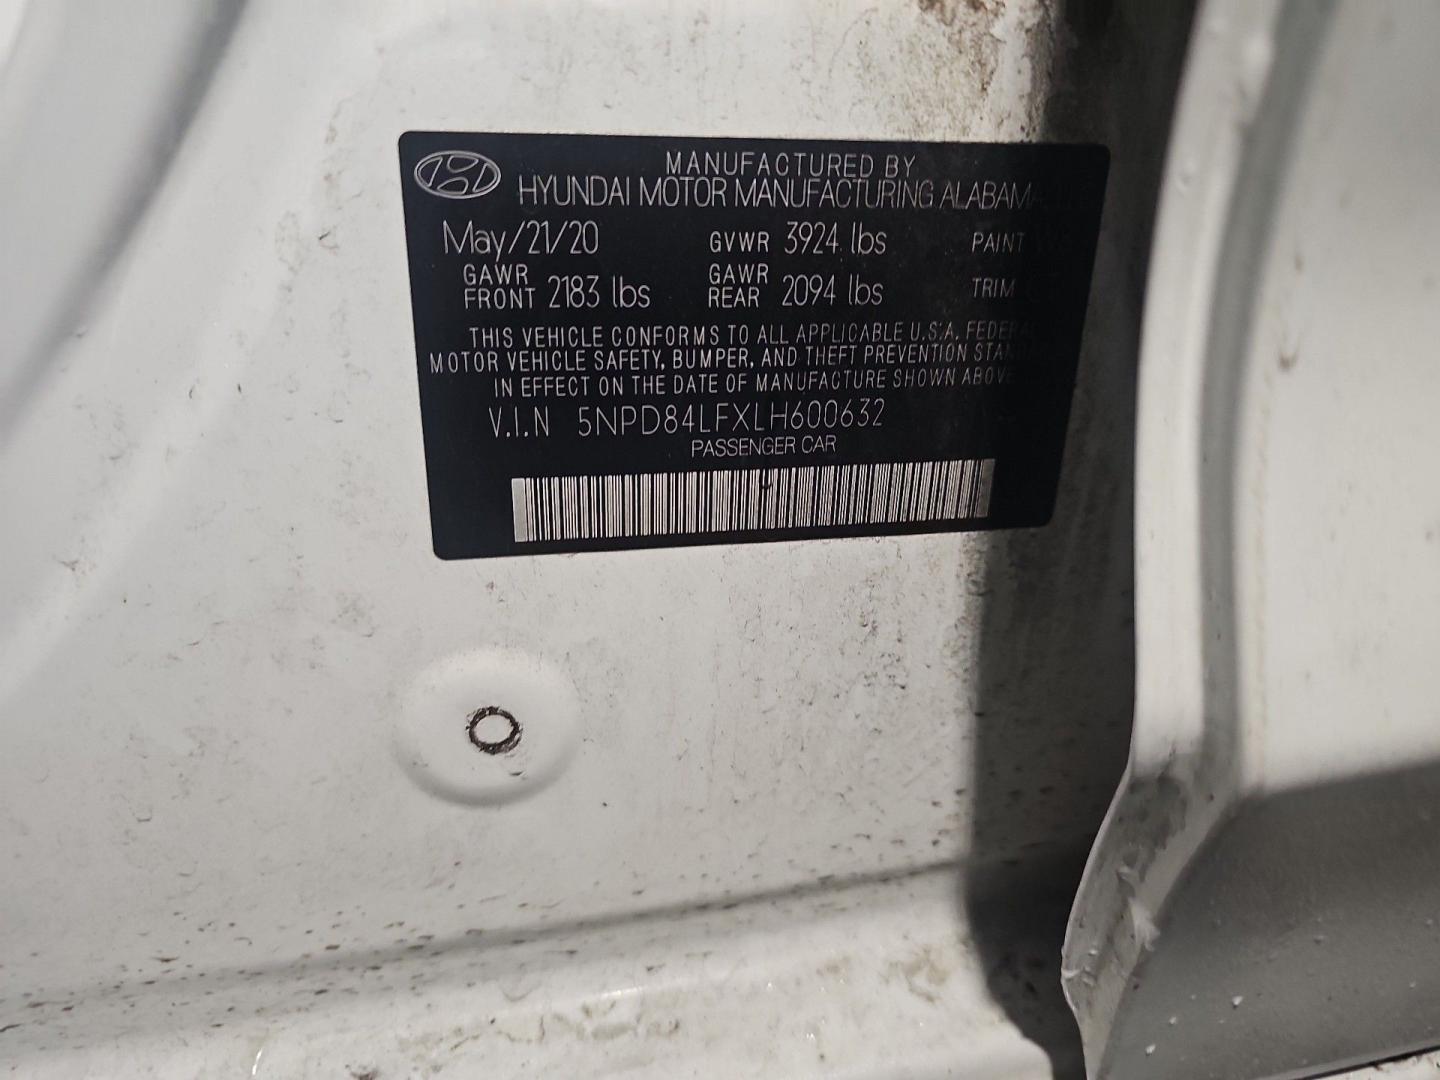 MANUFACTURED BY
HYUNDAI MOTOR MANUFACTURING ALABAMA
May/21/20 GVWR 3924 lbs PAINT
GAWR FRONT 2183 lbs GAWR REAR 2094 lbs TRIM
THIS VEHICLE CONFORMS TO ALL APPLICABLE U.S.A. FEDERAL
MOTOR VEHICLE SAFETY, BUMPER, AND THEFT PREVENTION
IN EFFECT ON THE DATE OF MANUFACTURE SHOWN ABOVE
V.I.N 5NPD84LFXLH600632
PASSENGER CAR